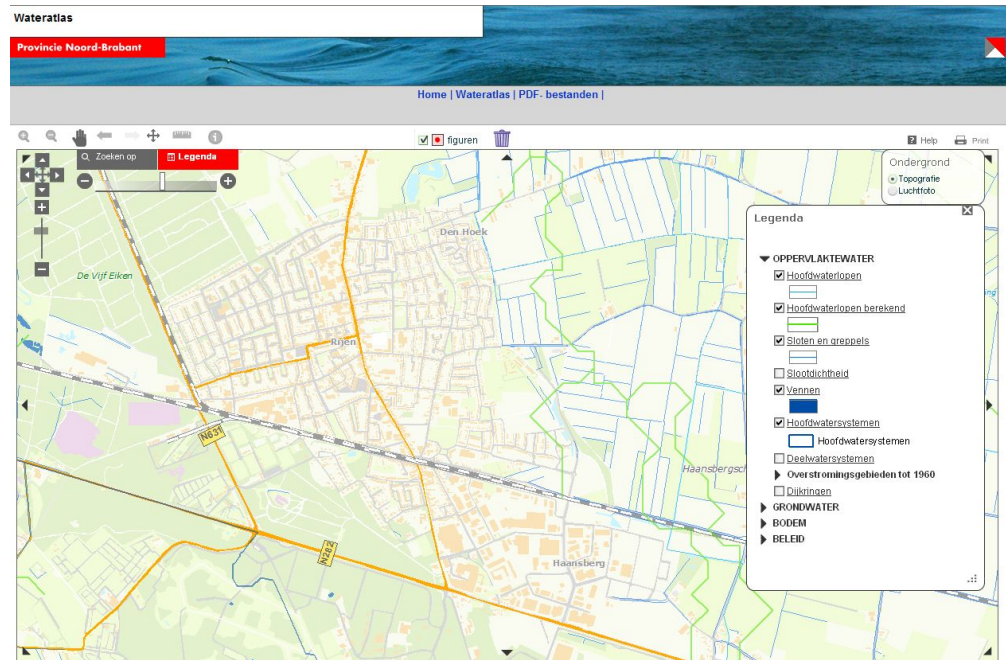 Wateratlas
Provincie Noord-Brabant
Home | Wateratlas | PDF- bestanden |
figuren
Help
Print
Zoeken op
Legenda
Ondergrond
Topografie
Luchtfoto
Den Hoek
De Vijf Eiken
Rijen
N631
N282
Haansberg
Haansbergsch
Legenda
OPPERVLAKTEWATER
Hoofdwaterlopen
Hoofdwaterlopen berekend
Sloten en greppels
Slootdichtheid
Vennen
Hoofdwatersystemen
Hoofdwatersystemen
Deelwatersystemen
Overstromingsgebieden tot 1960
Dijkringen
GRONDWATER
BODEM
BELEID